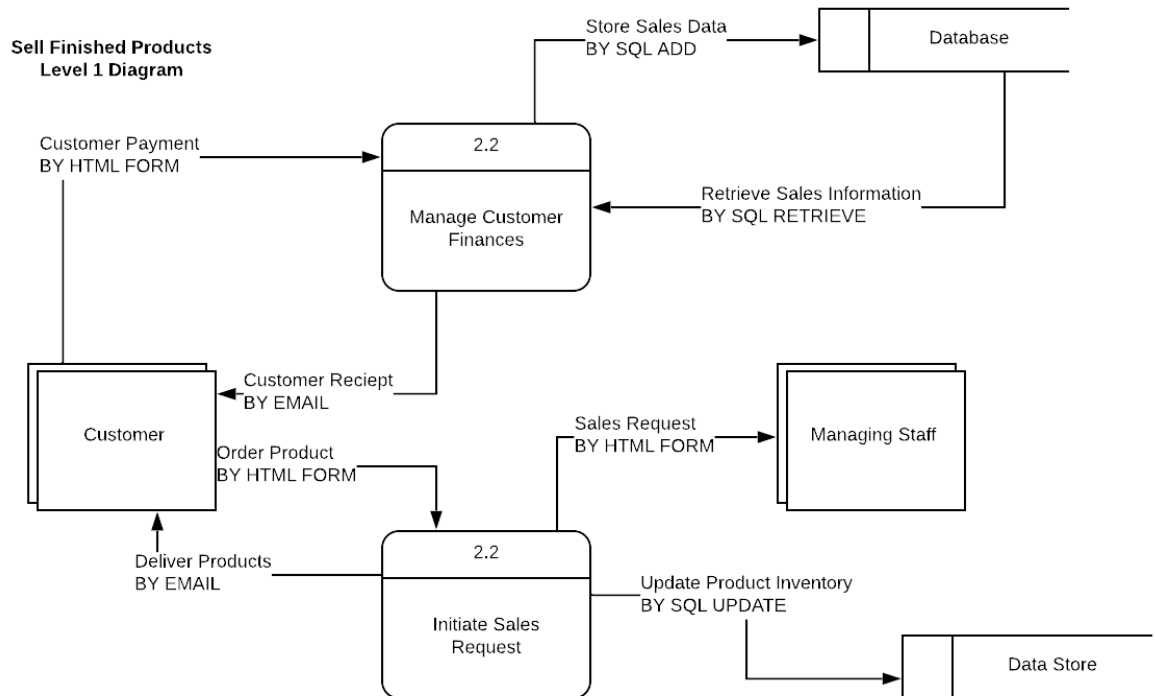 Sell Finished Products
Level 1 Diagram
Store Sales Data
BY SQL ADD
Database
Customer Payment
BY HTML FORM
2.2
Manage Customer
Finances
Retrieve Sales Information
BY SQL RETRIEVE
Customer Reciept
BY EMAIL
Customer
Order Product
BY HTML FORM
Sales Request
BY HTML FORM
Managing Staff
Deliver Products
BY EMAIL
2.2
Initiate Sales
Request
Update Product Inventory
BY SQL UPDATE
Data Store